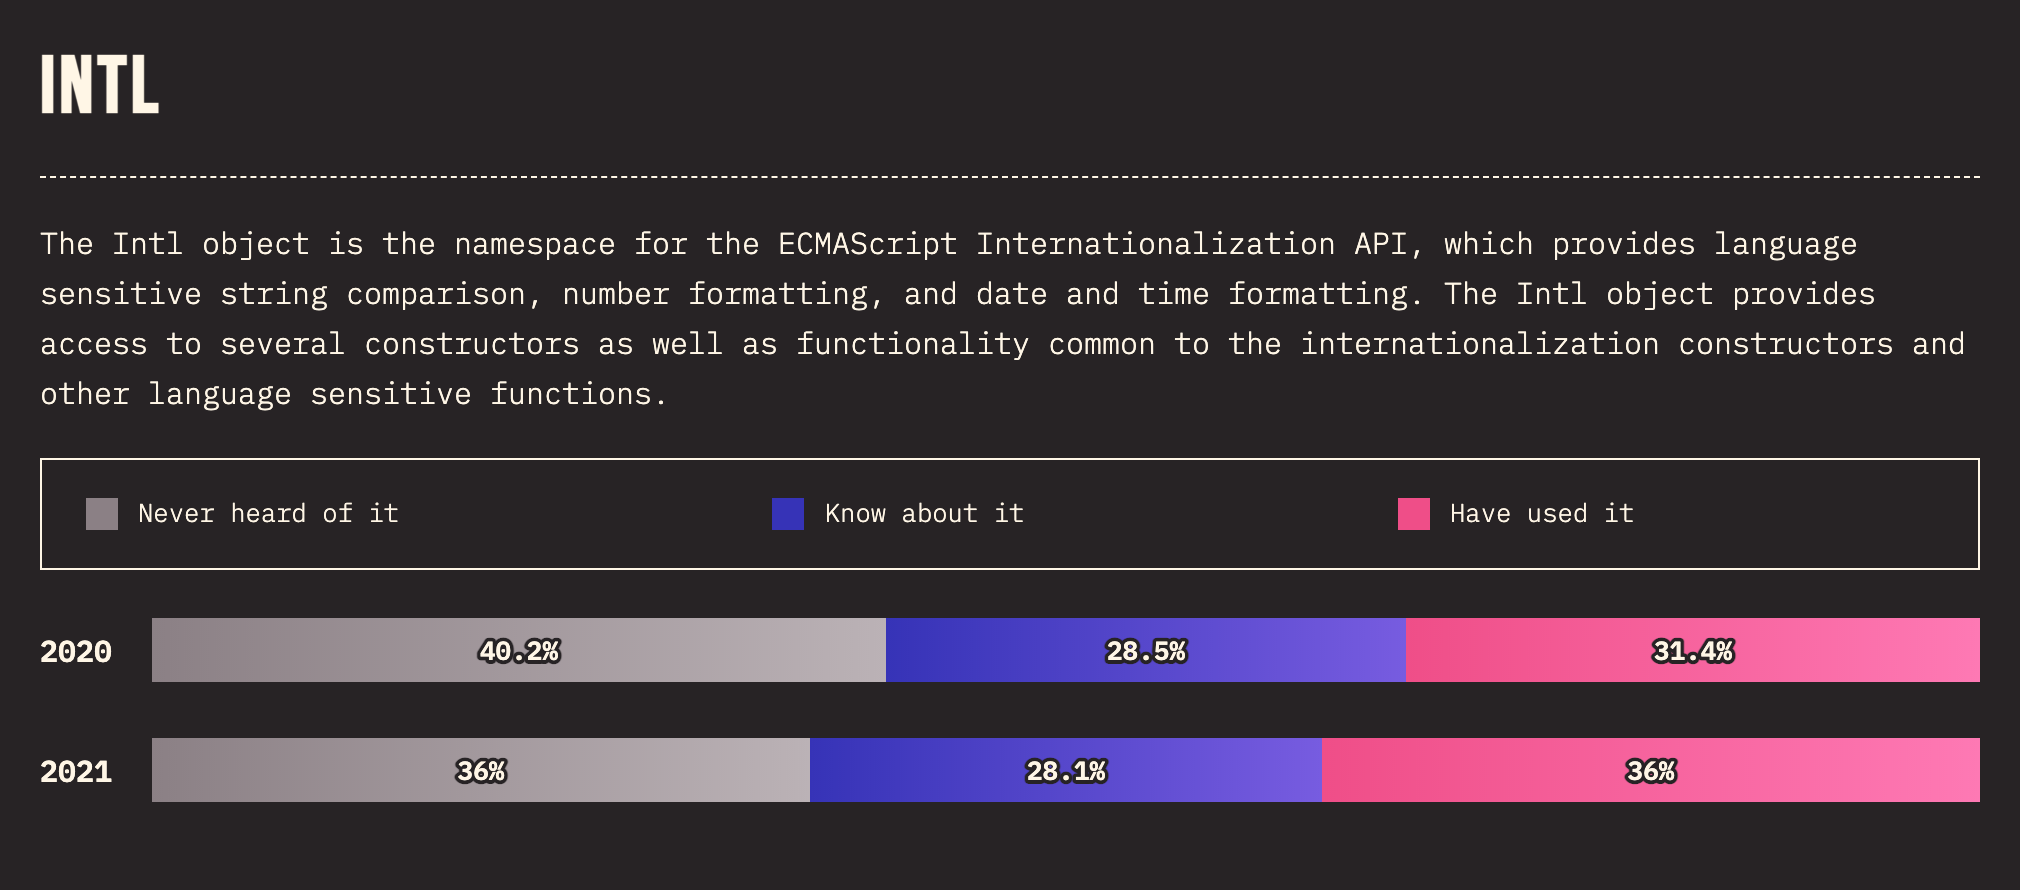 INTL
The Intl object is the namespace for the ECMAScript Internationalization API, which provides language
sensitive string comparison, number formatting, and date and time formatting. The Intl object provides
access to several constructors as well as functionality common to the internationalization constructors and
other language sensitive functions.
Never heard of it Know about it Have used it
2020 40.2% 28.5% 31.4%
2021 36% 28.1% 36%